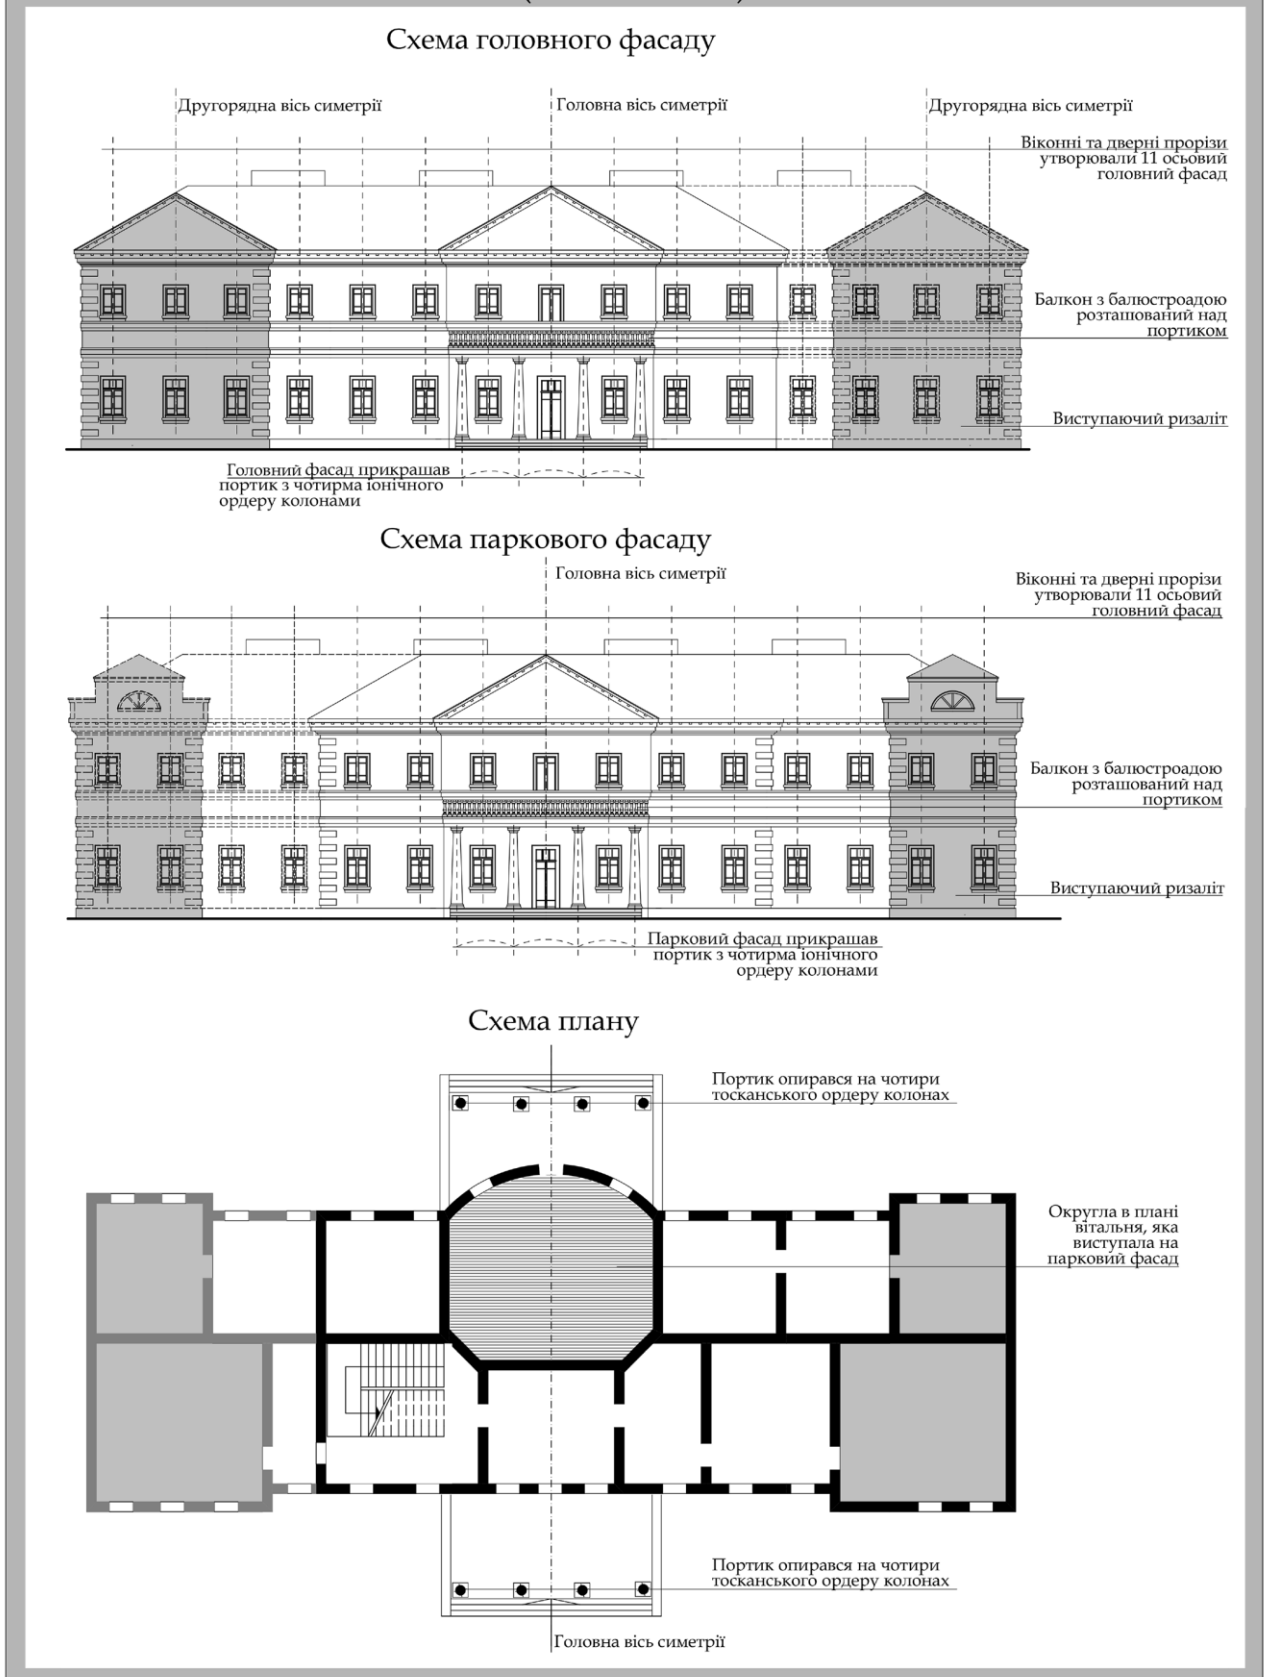 Схема головного фасаду
Другорядна вісь симетрії
Головна вісь симетрії
Другорядна вісь симетрії
Віконні та дверні прорізи
утворювали 11 осьовий
головний фасад
Балкон з балюстроадою
розташований над
портиком
Виступаючий ризаліт
Головний фасад прикрашав
портик з чотирма іонічного
ордеру колонами
Схема паркового фасаду
Головна вісь симетрії
Віконні та дверні прорізи
утворювали 11 осьовий
головний фасад
Балкон з балюстроадою
розташований над
портиком
Виступаючий ризаліт
Парковий фасад прикрашав
портик з чотирма іонічного
ордеру колонами
Схема плану
Портик опирався на чотири
тосканського ордеру колонах
Округла в плані
вітальня, яка
виступала на
парковий фасад
Портик опирався на чотири
тосканського ордеру колонах
Головна вісь симетрії